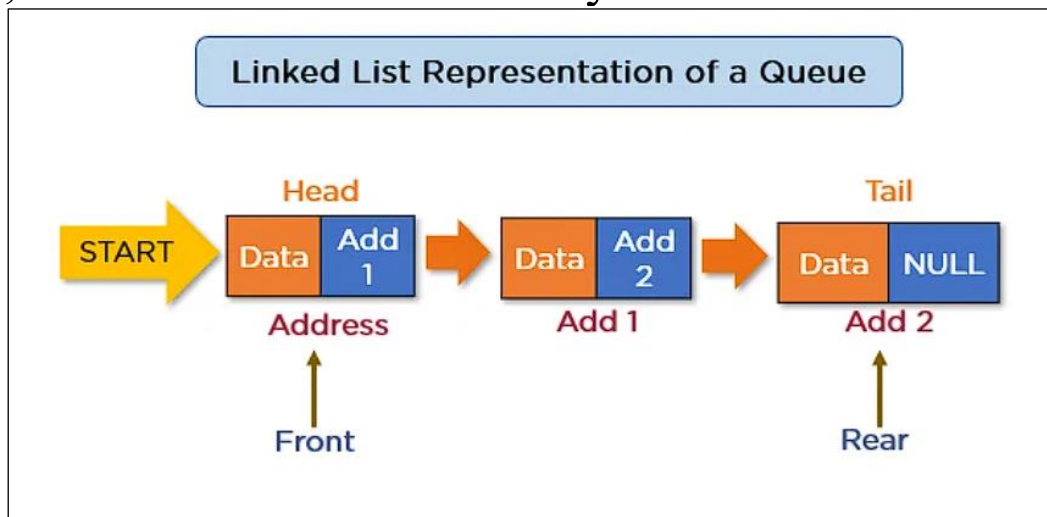 Linked List Representation of a Queue
Head
Tail
START
Data
Add
1
Data
Add
2
Data
NULL
Address
Add 1
Add 2
Front
Rear